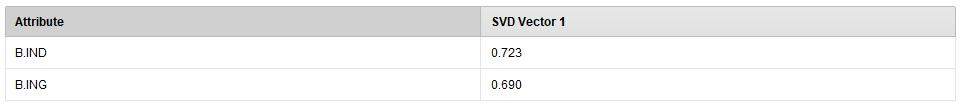 Attribute SVD Vector 1
B.IND 0.723
B.ING 0.690